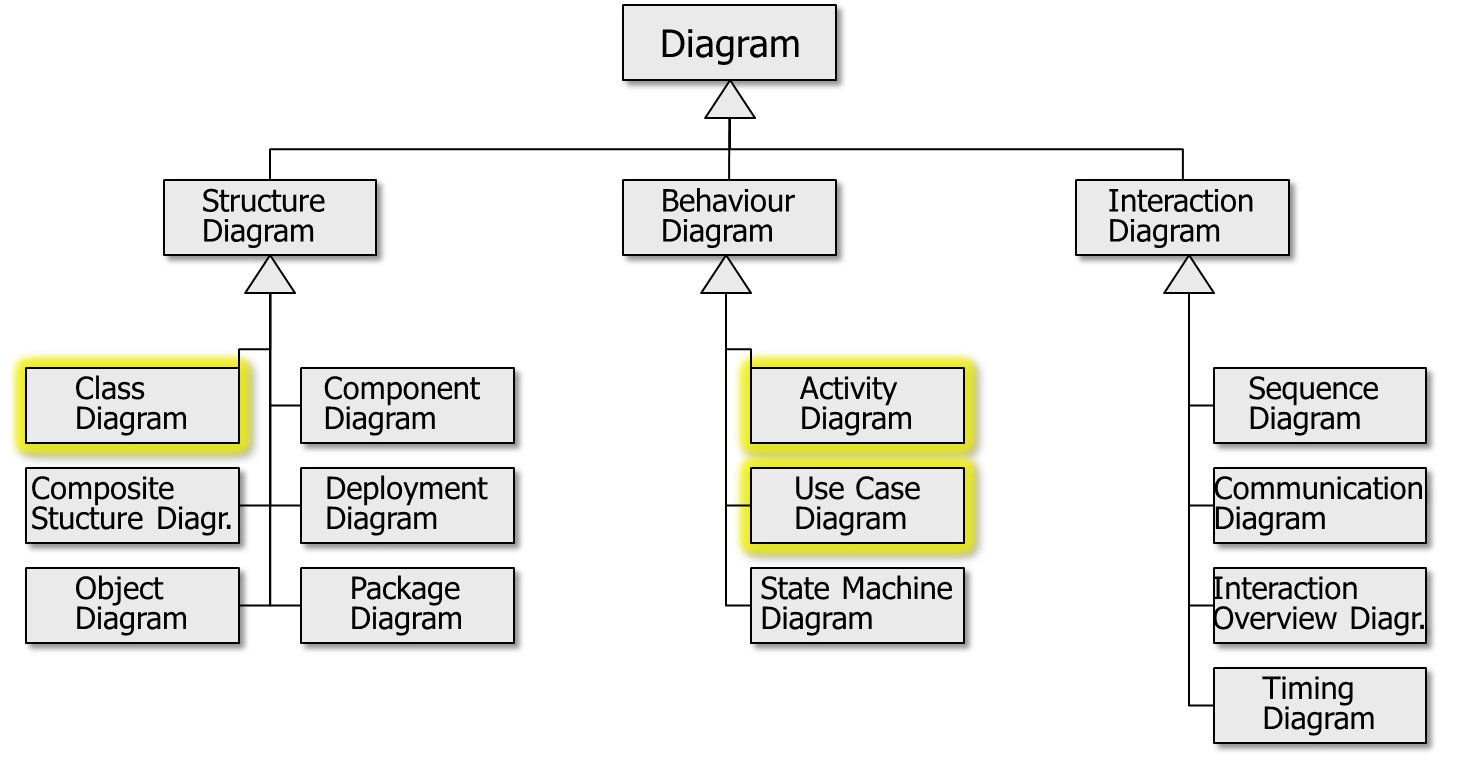 Diagram
Structure
Diagram
Behaviour
Diagram
Interaction
Diagram
Class
Diagram
Component
Diagram
Composite
Stucture Diagr.
Deployment
Diagram
Object
Diagram
Package
Diagram
Activity
Diagram
Use Case
Diagram
State Machine
Diagram
Sequence
Diagram
Communication
Diagram
Interaction
Overview Diagr.
Timing
Diagram